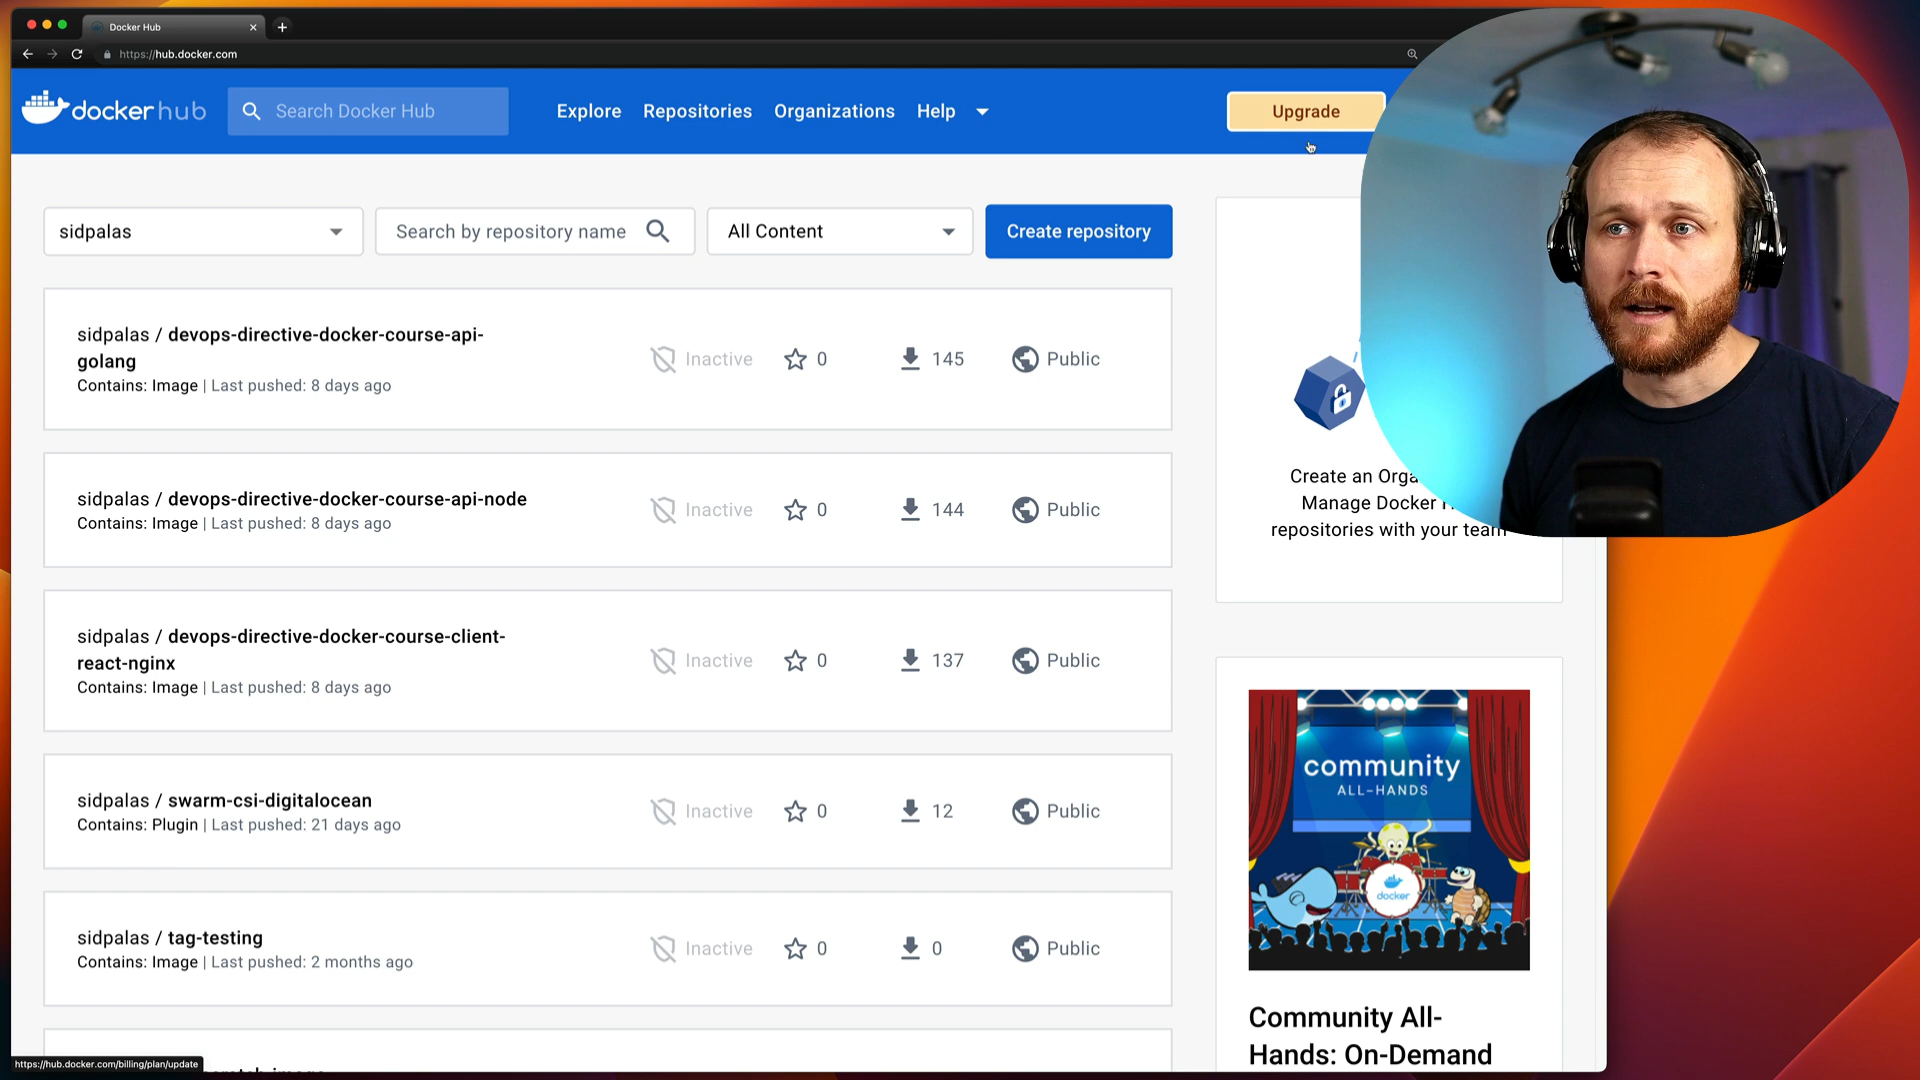 Docker Hub
https://hub.docker.com
docker hub
Search Docker Hub
Explore
Repositories
Organizations
Help
Upgrade
sidpalas
Search by repository name
All Content
Create repository
sidpalas / devops-directive-docker-course-api-
golang
Contains: Image | Last pushed: 8 days ago
Inactive
0
145
Public
sidpalas / devops-directive-docker-course-api-node
Contains: Image | Last pushed: 8 days ago
Inactive
0
144
Public
sidpalas / devops-directive-docker-course-client-
react-nginx
Contains: Image | Last pushed: 8 days ago
Inactive
0
137
Public
sidpalas / swarm-csi-digitalocean
Contains: Plugin | Last pushed: 21 days ago
Inactive
0
12
Public
sidpalas / tag-testing
Contains: Image | Last pushed: 2 months ago
Inactive
0
0
Public
Create an
Manage Docker
repositories with your team
community
ALL-HANDS
docker
Community All-
Hands: On-Demand
https://hub.docker.com/billing/plan/update